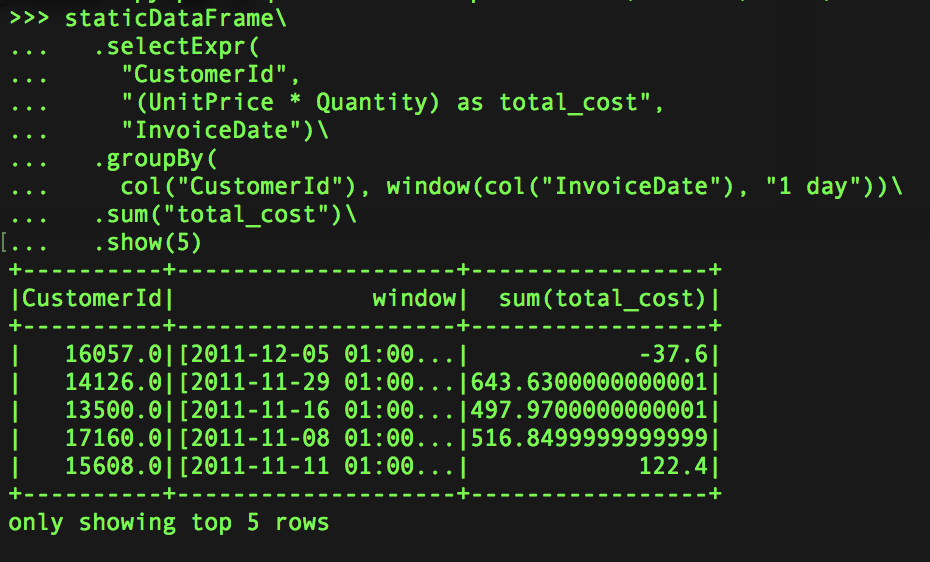 >>> staticDataFrame\
...   .selectExpr(
...     "CustomerId",
...     "(UnitPrice * Quantity) as total_cost",
...     "InvoiceDate")\
...   .groupBy(
...     col("CustomerId"), window(col("InvoiceDate"), "1 day"))\
...   .sum("total_cost")\
[...   .show(5)
+----------+--------------------+-----------------+
|CustomerId|              window|  sum(total_cost)|
+----------+--------------------+-----------------+
|   16057.0|[2011-12-05 01:00...|            -37.6|
|   14126.0|[2011-11-29 01:00...|643.6300000000001|
|   13500.0|[2011-11-16 01:00...|497.9700000000001|
|   17160.0|[2011-11-08 01:00...|516.8499999999999|
|   15608.0|[2011-11-11 01:00...|            122.4|
+----------+--------------------+-----------------+
only showing top 5 rows